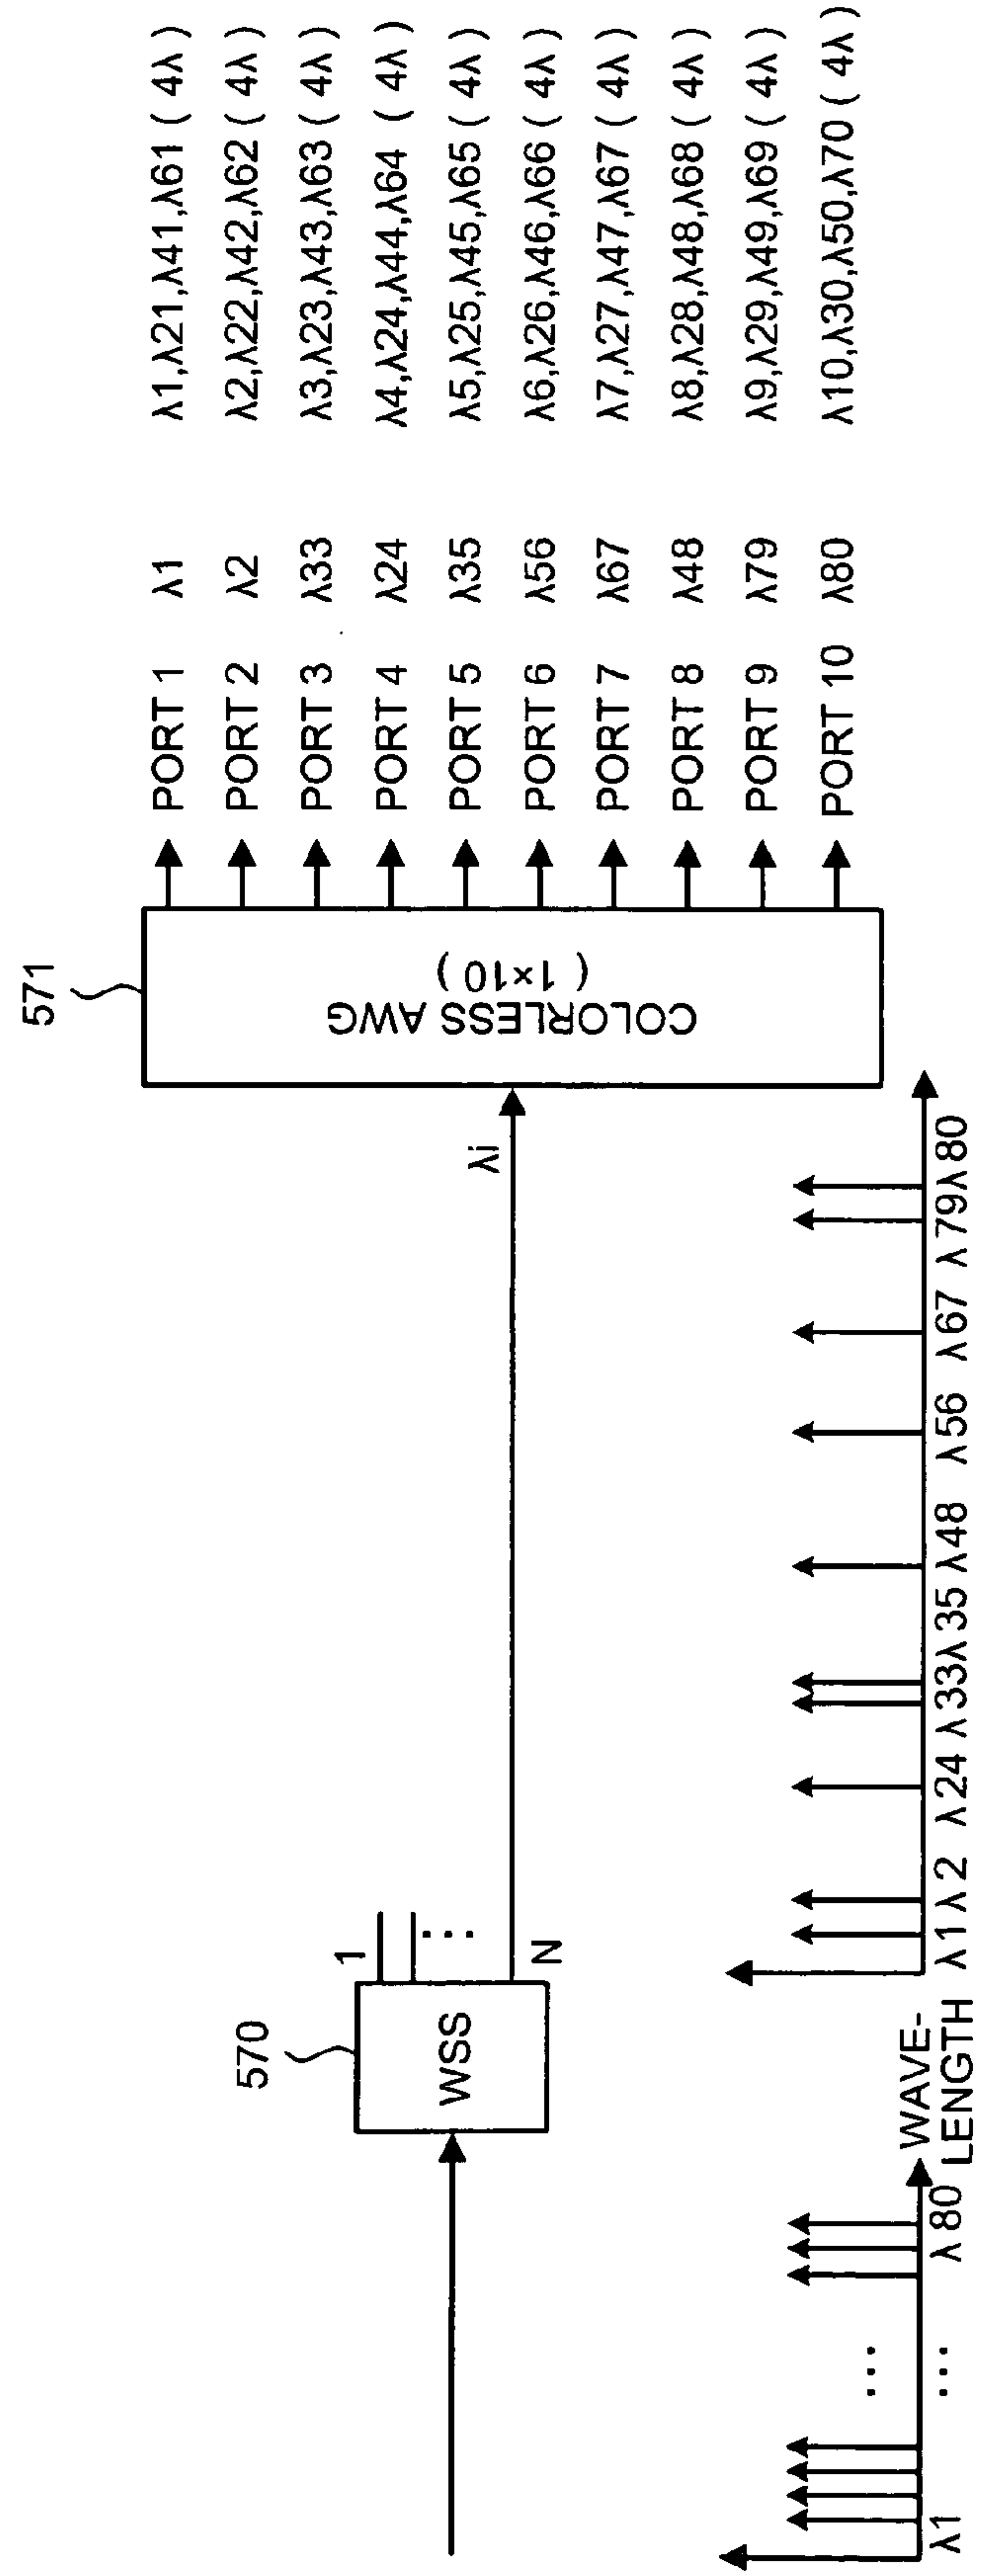 571
COLORLESS AWG
( 1×10 )
PORT 1 λ1 λ1,λ21,λ41,λ61 ( 4λ )
PORT 2 λ2 λ2,λ22,λ42,λ62 ( 4λ )
PORT 3 λ33 λ3,λ23,λ43,λ63 ( 4λ )
PORT 4 λ24 λ4,λ24,λ44,λ64 ( 4λ )
PORT 5 λ35 λ5,λ25,λ45,λ65 ( 4λ )
PORT 6 λ56 λ6,λ26,λ46,λ66 ( 4λ )
PORT 7 λ67 λ7,λ27,λ47,λ67 ( 4λ )
PORT 8 λ48 λ8,λ28,λ48,λ68 ( 4λ )
PORT 9 λ79 λ9,λ29,λ49,λ69 ( 4λ )
PORT 10 λ80 λ10,λ30,λ50,λ70 ( 4λ )
570
WSS
1
⋮
N
λi
λ1 ... λ80
...
WAVE-
LENGTH
λ1 λ2 λ24 λ33 λ35 λ48 λ56 λ67 λ79 λ80